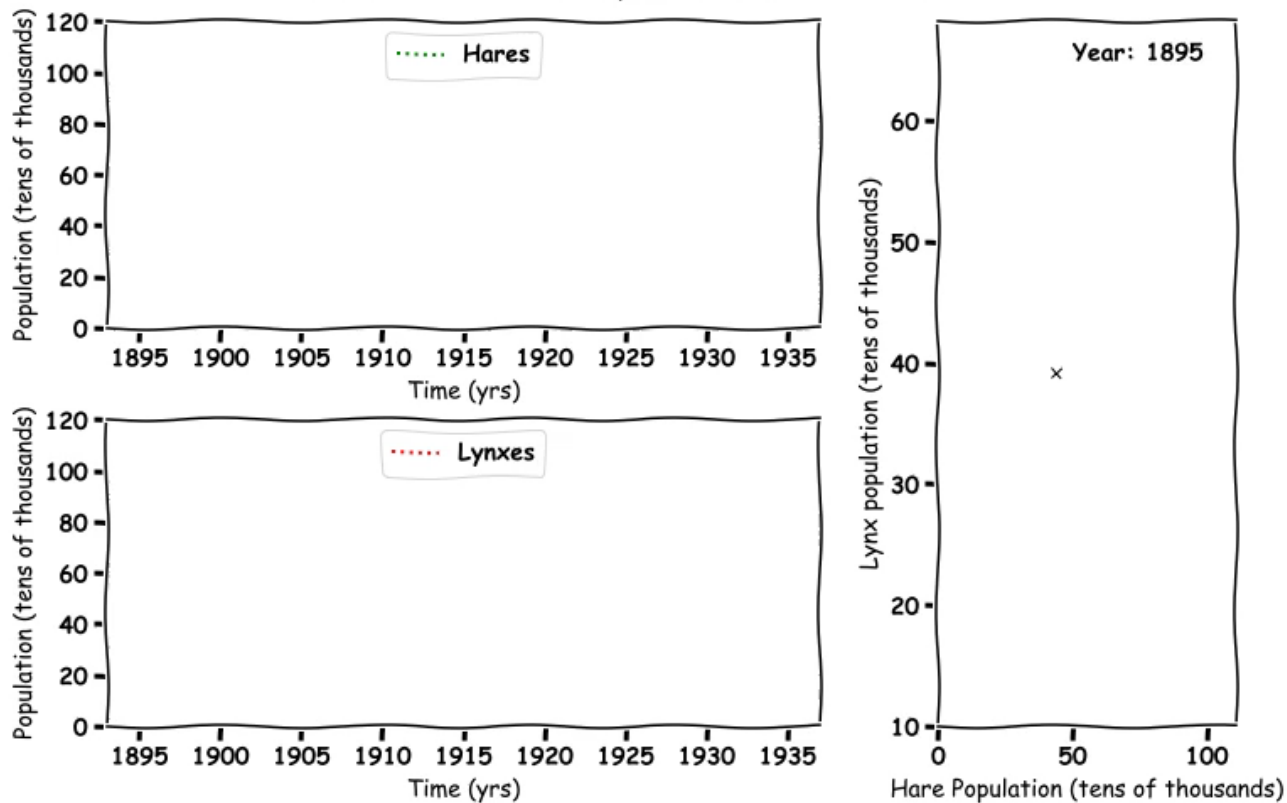 120
100
80
60
40
20
0
Population (tens of thousands)
Hares
1895 1900 1905 1910 1915 1920 1925 1930 1935
Time (yrs)
120
100
80
60
40
20
0
Population (tens of thousands)
Lynxes
1895 1900 1905 1910 1915 1920 1925 1930 1935
Time (yrs)
Year: 1895
60
50
40
30
20
10
Lynx population (tens of thousands)
0 50 100
Hare Population (tens of thousands)